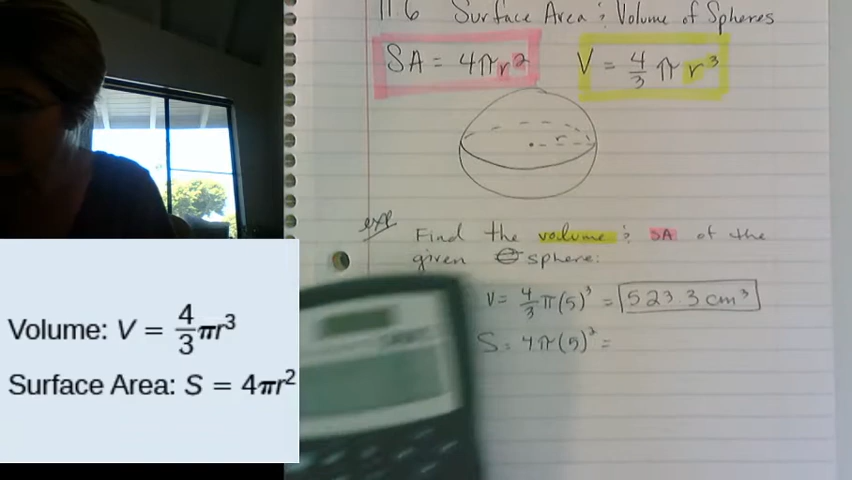 11.6 Surface Area & Volume of Spheres
SA = 4πr² V = 4/3 πr³
r
exe Find the volume & SA of the
given sphere:
V = 4/3 π(5)³ = 523.3 cm³
S = 4π(5)² =
Volume: V = 4/3 πr³
Surface Area: S = 4πr²